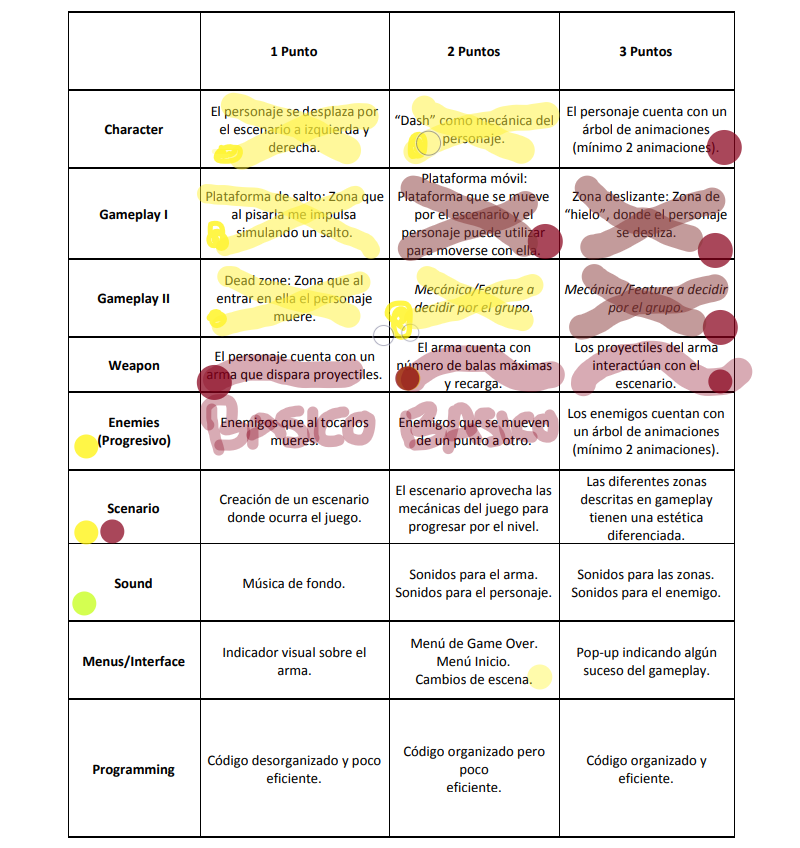 1 Punto
2 Puntos
3 Puntos
Character
El personaje se desplaza por
el escenario a izquierda y
derecha.
“Dash” como mecánica del
personaje.
El personaje cuenta con un
árbol de animaciones
(mínimo 2 animaciones).
Gameplay I
Plataforma de salto: Zona que
al pisarla me impulsa
simulando un salto.
Plataforma móvil:
Plataforma que se mueve
por el escenario y el
personaje puede utilizar
para moverse con ella.
Zona deslizante: Zona de
“hielo”, donde el personaje
se desliza.
Gameplay II
Dead zone: Zona que al
entrar en ella el personaje
muere.
Mecánica/Feature a
decidir por el grupo.
Mecánica/Feature a decidir
por el grupo.
Weapon
El personaje cuenta con un
arma que dispara proyectiles.
El arma cuenta con
número de balas máximas
y recarga.
Los proyectiles del arma
interactúan con el
escenario.
Enemies
(Progresivo)
BASICO
Enemigos que al tocarlos
mueres.
BASICO
Enemigos que se mueven
de un punto a otro.
Los enemigos cuentan con
un árbol de animaciones
(mínimo 2 animaciones).
Scenario
Creación de un escenario
donde ocurra el juego.
El escenario aprovecha las
mecánicas del juego para
progresar por el nivel.
Las diferentes zonas
descritas en gameplay
tienen una estética
diferenciada.
Sound
Música de fondo.
Sonidos para el arma.
Sonidos para el personaje.
Sonidos para las zonas.
Sonidos para el enemigo.
Menus/Interface
Indicador visual sobre el
arma.
Menú de Game Over.
Menú Inicio.
Cambios de escena.
Pop-up indicando algún
suceso del gameplay.
Programming
Código desorganizado y poco
eficiente.
Código organizado pero
poco
eficiente.
Código organizado y
eficiente.